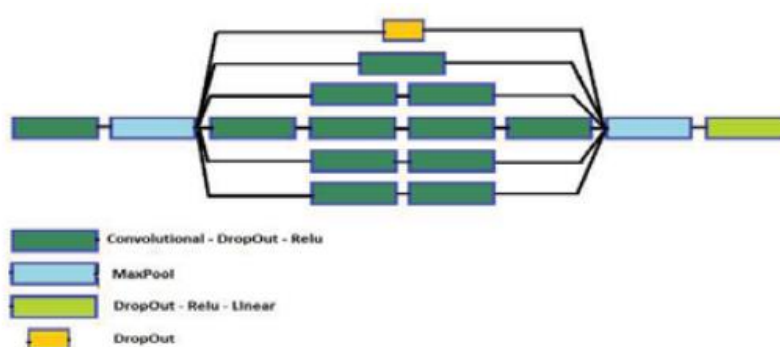 Convolutional - DropOut - Relu
MaxPool
DropOut - Relu - Linear
DropOut